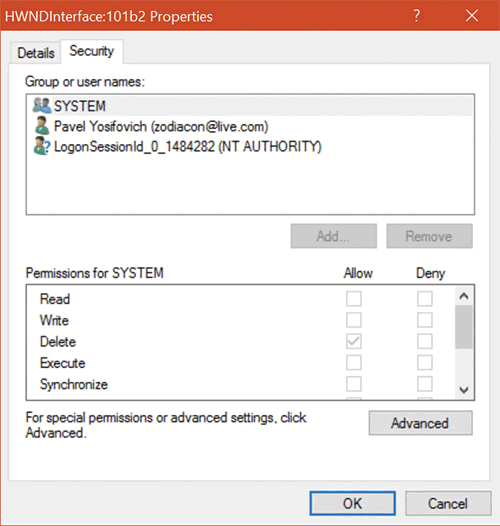 HWNDInterface:101b2 Properties
Details Security
Group or user names:
SYSTEM
Pavel Yosifovich (zodiacon@live.com)
LogonSessionId_0_1484282 (NT AUTHORITY)
Add... Remove
Permissions for SYSTEM Allow Deny
Read
Write
Delete
Execute
Synchronize
For special permissions or advanced settings, click
Advanced.
Advanced
OK Cancel